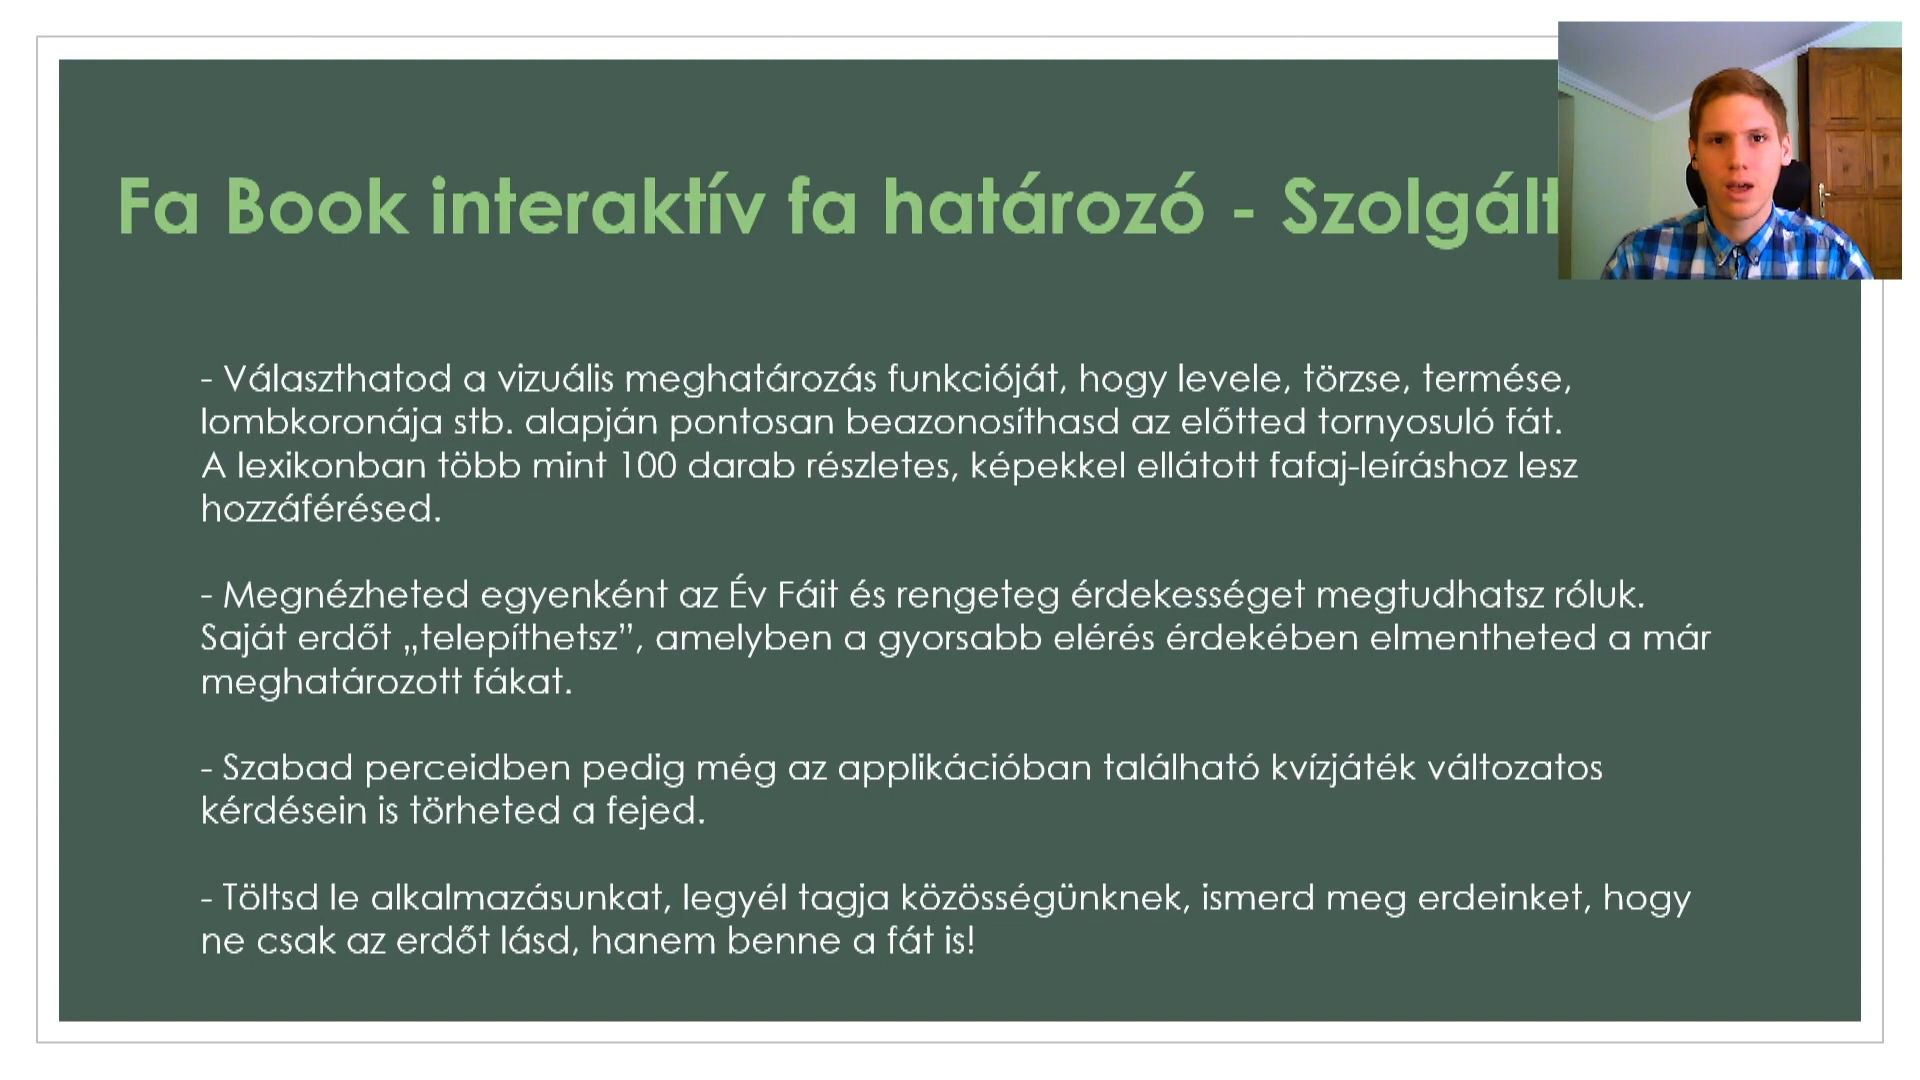 Fa Book interaktív fa határozó - Szolgált
- Választhatod a vizuális meghatározás funkcióját, hogy levele, törzse, termése,
lombkoronája stb. alapján pontosan beazonosíthasd az előtted tornyosuló fát.
A lexikonban több mint 100 darab részletes, képekkel ellátott fafaj-leíráshoz lesz
hozzáférésed.
- Megnézheted egyenként az Év Fáit és rengeteg érdekességet megtudhatsz róluk.
Saját erdőt „telepíthetsz”, amelyben a gyorsabb elérés érdekében elmentheted a már
meghatározott fákat.
- Szabad perceidben pedig még az applikációban található kvízjáték változatos
kérdésein is törheted a fejed.
- Töltsd le alkalmazásunkat, legyél tagja közösségünknek, ismerd meg erdeinket, hogy
ne csak az erdőt lásd, hanem benne a fát is!